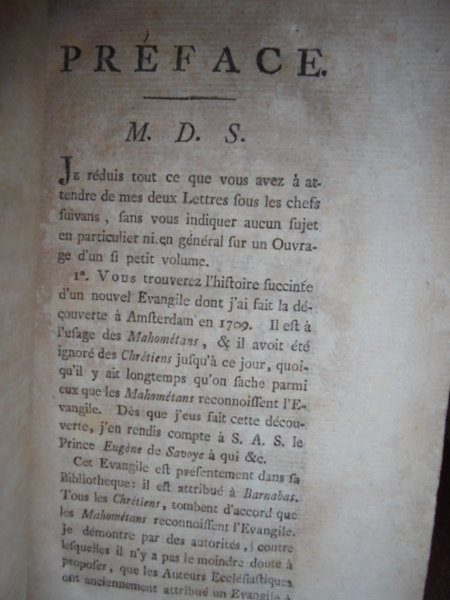 PRÉFACE.
M. D. S.
JE réduis tout ce que vous avez à at-
tendre de mes deux Lettres ſous les chefs
ſuivans, ſans vous indiquer aucun ſujet
en particulier ni en général ſur un Ouvra-
ge d'un ſi petit volume.
1°. VOUS trouverez l'hiſtoire ſuccinte
d'un nouvel Evangile dont j'ai fait la dé-
couverte à Amſterdam en 1709. Il eſt à
l'uſage des Mahométans, & il avoit été
ignoré des Chrétiens juſqu'à ce jour, quoi-
qu'il y ait longtemps qu'on ſache parmi
eux que les Mahométans reconnoiſſent l'E-
vangile. Dès que j'eus fait cette décou-
verte, j'en rendis compte à S. A. S. le
Prince Eugène de Savoye à qui &c.
Cet Evangile eſt préſentement dans ſa
Bibliotheque: il eſt attribué à Barnabas.
Tous les Chrétiens, tombent d'accord que
les Mahométans reconnoiſſent l'Evangile.
je démontre par des autorités, contre
leſquelles il n'y a pas le moindre doute à
propoſer, que les Auteurs Eccléſiaſtiques,
ont anciennement attribué un Evangile à